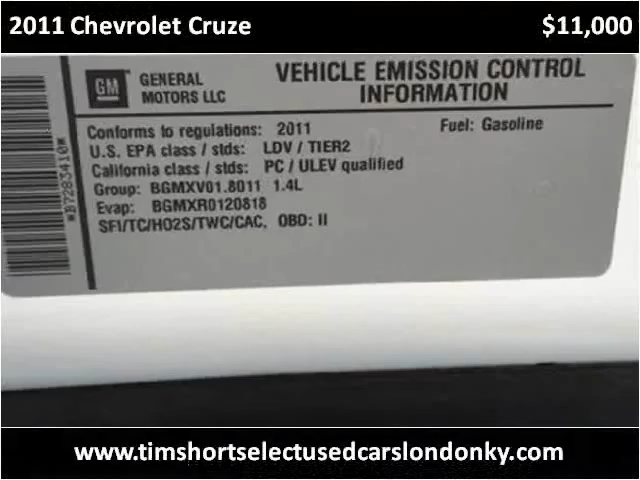 2011 Chevrolet Cruze $11,000
GM GENERAL MOTORS LLC
VEHICLE EMISSION CONTROL
INFORMATION
Conforms to regulations: 2011 Fuel: Gasoline
U.S. EPA class / stds: LDV / TIER2
California class / stds: PC / ULEV qualified
Group: BGMXV01.8011 1.4L
Evap: BGMXR0120818
SFI/TC/HO2S/TWC/CAC, OBD: II
*B7283410*
www.timshortselectusedcarslondonky.com